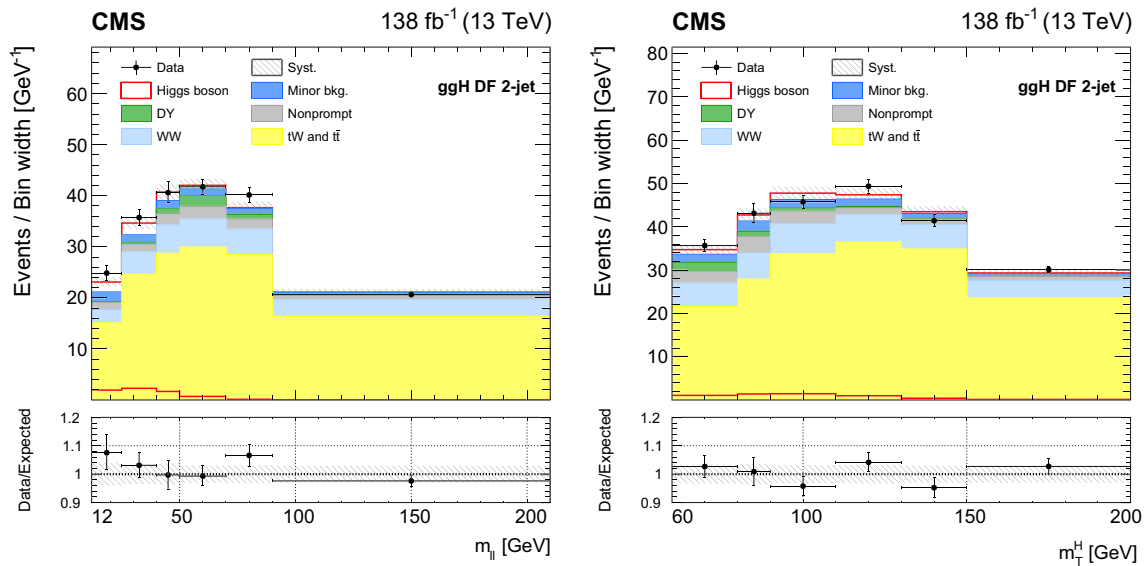 CMS 138 fb⁻¹ (13 TeV)
Events / Bin width [GeV⁻¹]
Data Syst. ggH DF 2-jet
Higgs boson Minor bkg.
DY Nonprompt
WW tW and tt̄
60
50
40
30
20
10
Data/Expected
1.2
1.1
1
0.9
12 50 100 150 200
m_ll [GeV]
CMS 138 fb⁻¹ (13 TeV)
Events / Bin width [GeV⁻¹]
Data Syst. ggH DF 2-jet
Higgs boson Minor bkg.
DY Nonprompt
WW tW and tt̄
80
70
60
50
40
30
20
10
Data/Expected
1.2
1.1
1
0.9
60 100 150 200
m_T^H [GeV]